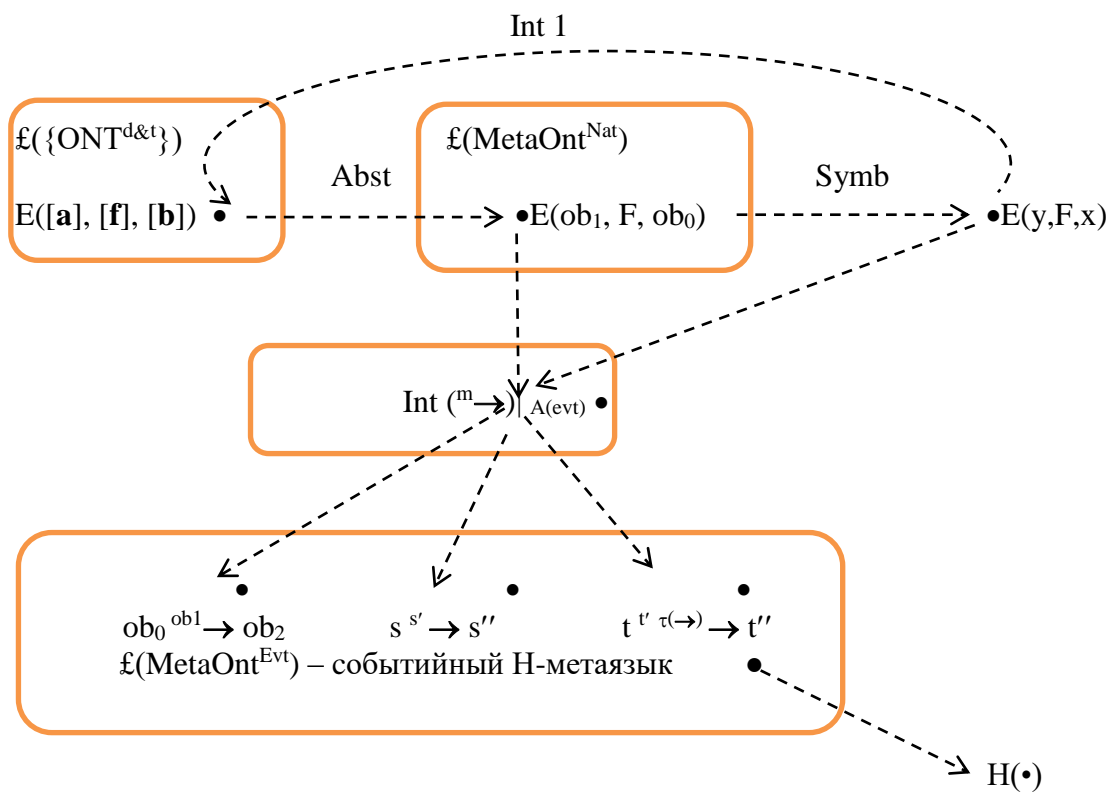 Int 1
£({ONT^d&t}) £(MetaOnt^Nat)
Abst Symb
E([a], [f], [b]) • •E(ob₁, F, ob₀) •E(y,F,x)
Int (^m→)| A(evt) •
• • •
ob₀ ^ob1→ ob₂ s ^s′→ s′′ t ^t′ τ(→)→ t′′
£(MetaOnt^Evt) – событийный Н-метаязык •
H(•)